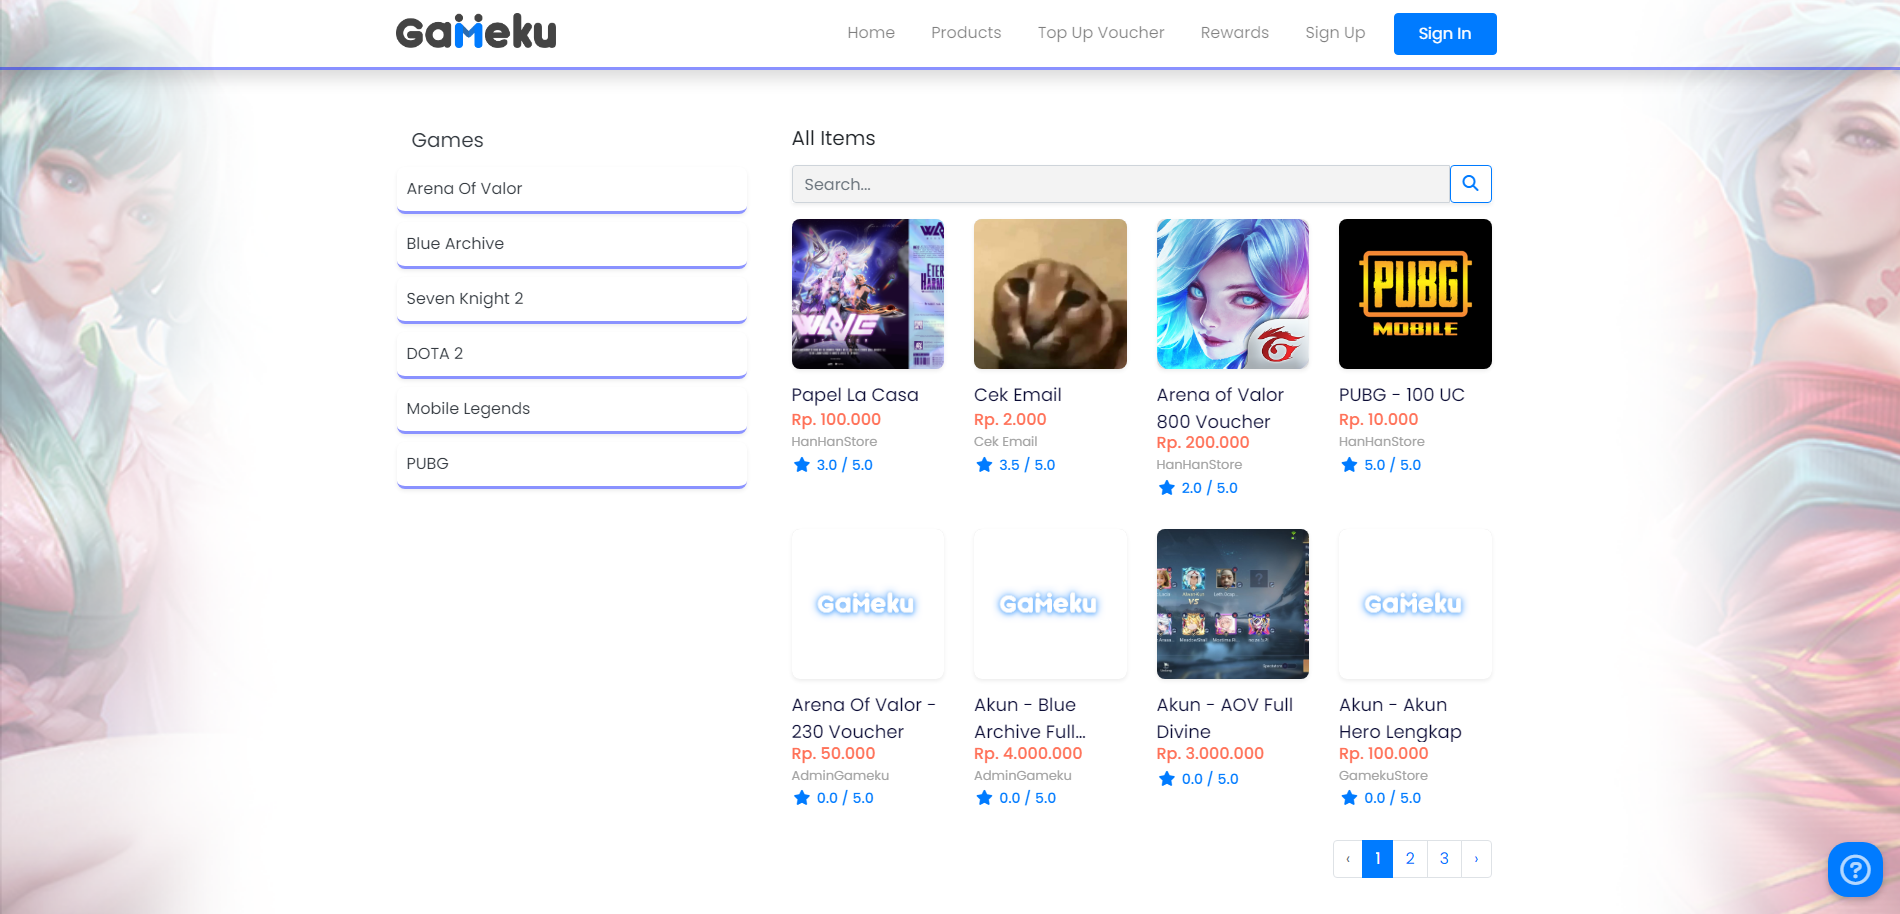 GaMeku
Home
Products
Top Up Voucher
Rewards
Sign Up
Sign In
Games
Arena Of Valor
Blue Archive
Seven Knight 2
DOTA 2
Mobile Legends
PUBG
All Items
Search...
Papel La Casa
Rp. 100.000
HanHanStore
3.0 / 5.0
Cek Email
Rp. 2.000
Cek Email
3.5 / 5.0
Arena of Valor
800 Voucher
Rp. 200.000
HanHanStore
2.0 / 5.0
PUBG
MOBILE
PUBG - 100 UC
Rp. 10.000
HanHanStore
5.0 / 5.0
GaMeku
Arena Of Valor -
230 Voucher
Rp. 50.000
AdminGameku
0.0 / 5.0
GaMeku
Akun - Blue
Archive Full...
Rp. 4.000.000
AdminGameku
0.0 / 5.0
VS
Akun - AOV Full
Divine
Rp. 3.000.000
0.0 / 5.0
GaMeku
Akun - Akun
Hero Lengkap
Rp. 100.000
GamekuStore
0.0 / 5.0
‹
1
2
3
›
?